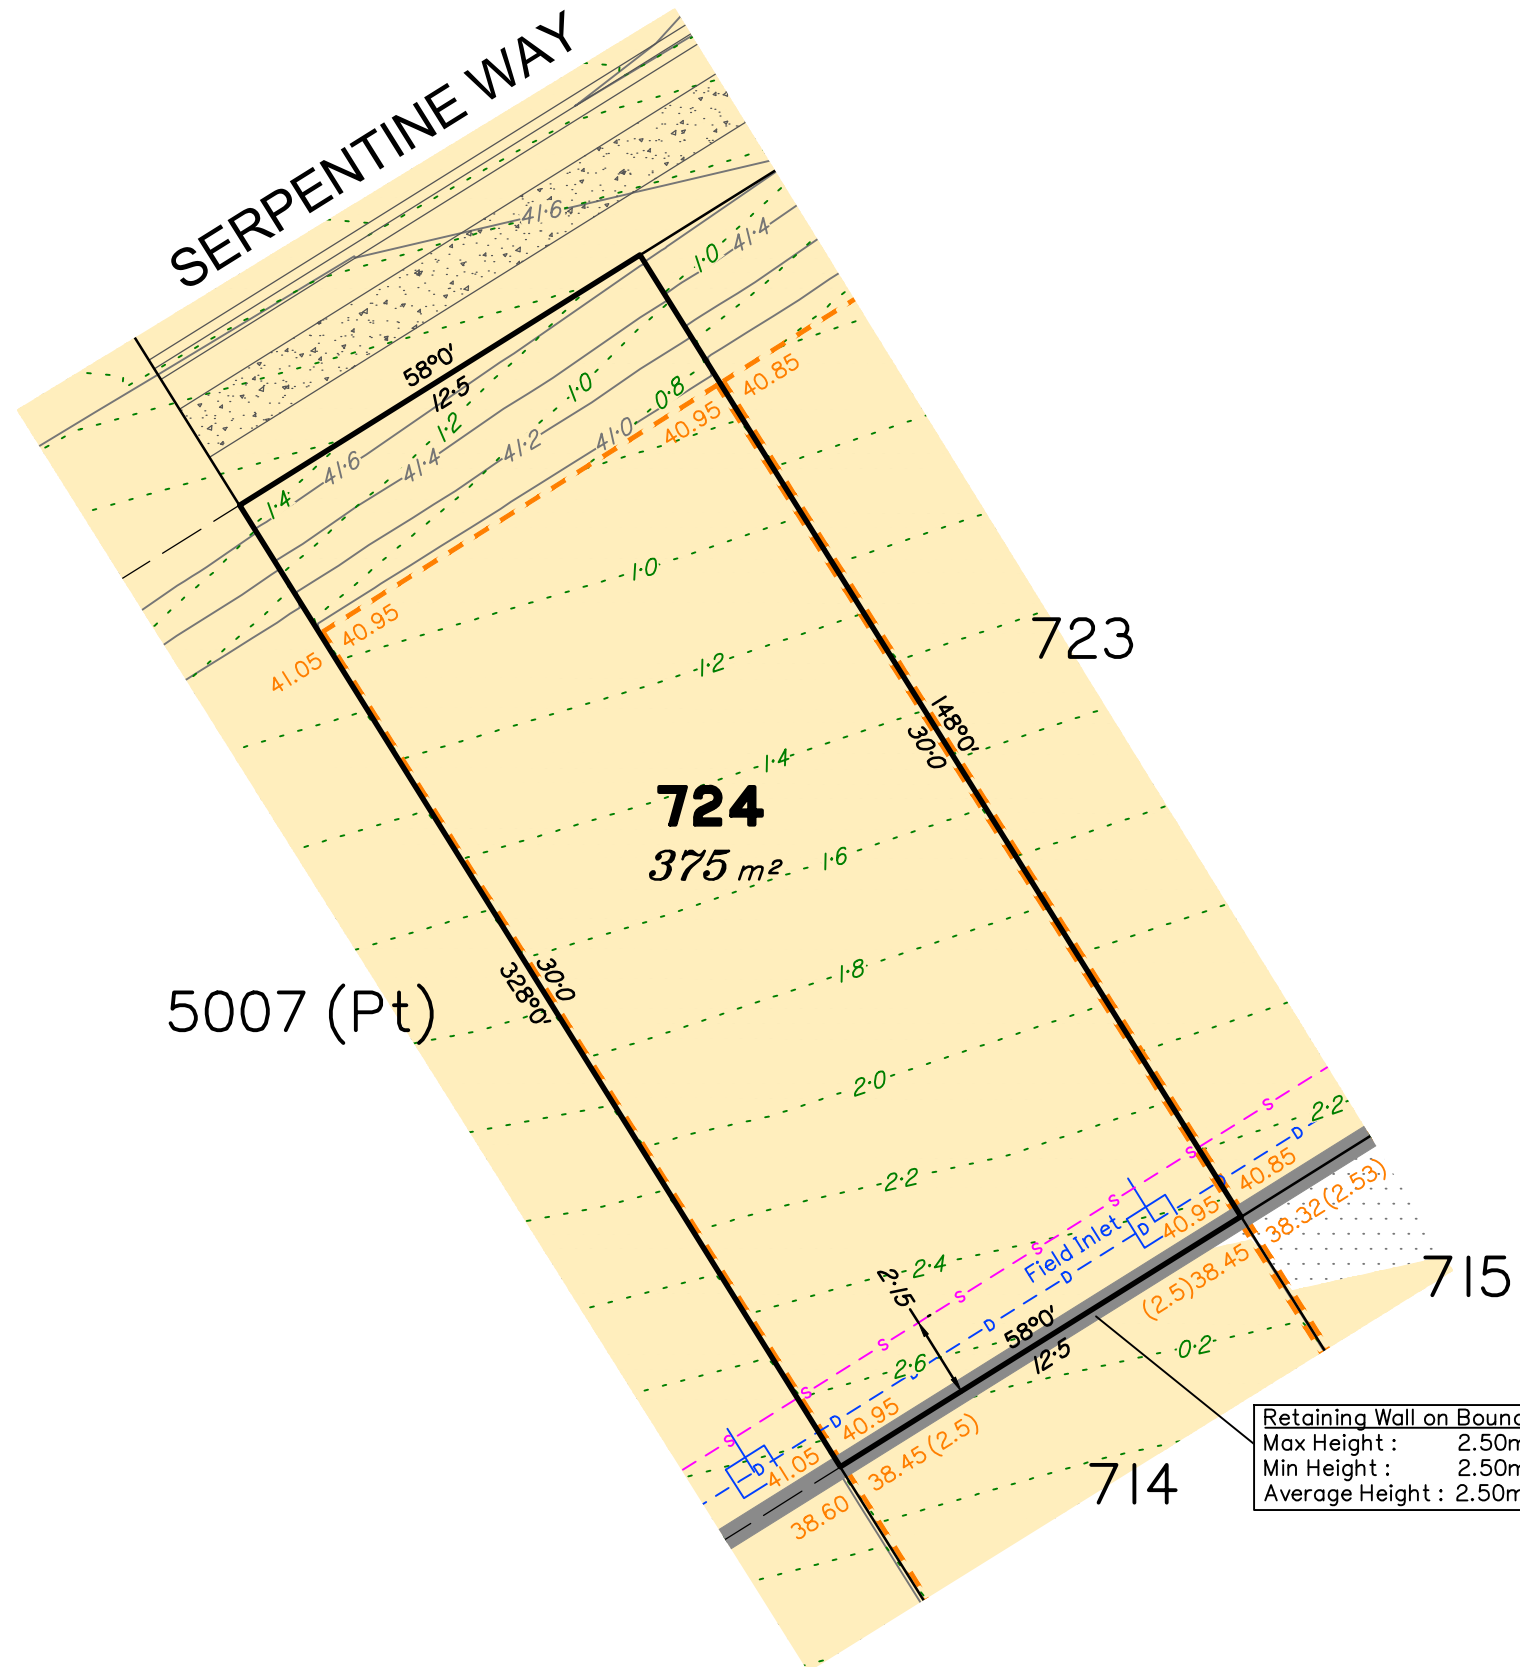 SERPENTINE WAY
41·6
41·4
1·0
58°0'
12·5
1·0
0·8
40.85
40.95
1·2
41·0
41·2
41·4
41·6
1·4
40.95
41.05
1·0
723
1·2
148°0'
30·0
1·4
724
375 m²
1·6
30·0
328°0'
1·8
5007 (Pt)
2·0
S
2·2
D
S
40.85
2·2
S
38.32(2.53)
D
40.95
Field Inlet
S
2·4
D
38.45
(2.5)
715
2·15
S
D
58°0'
12·5
S
2·6
0·2
S
D
40.95
S
D
41.05
38.45(2.5)
38.60
714
Retaining Wall on Bound
Max Height : 2.50m
Min Height : 2.50m
Average Height : 2.50m